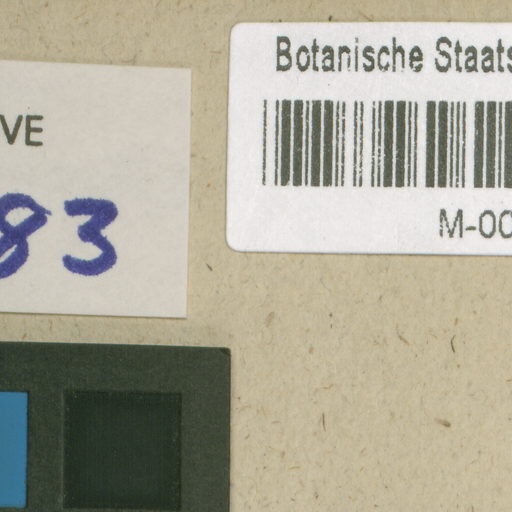 VE
83
Botanische Staats
M-00